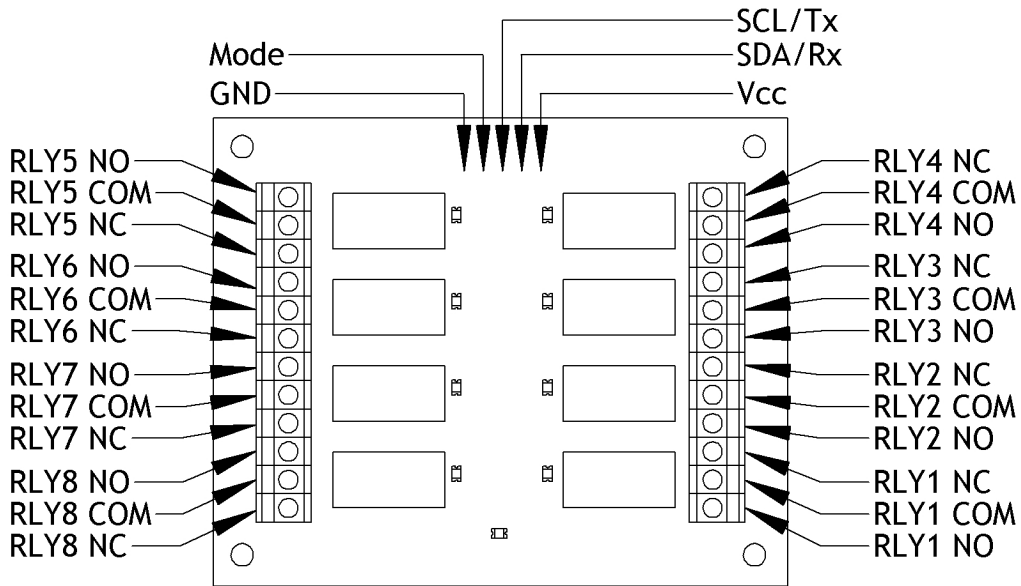 SCL/Tx
Mode
SDA/Rx
GND
Vcc
RLY5 NO
RLY5 COM
RLY5 NC
RLY6 NO
RLY6 COM
RLY6 NC
RLY7 NO
RLY7 COM
RLY7 NC
RLY8 NO
RLY8 COM
RLY8 NC
RLY4 NC
RLY4 COM
RLY4 NO
RLY3 NC
RLY3 COM
RLY3 NO
RLY2 NC
RLY2 COM
RLY2 NO
RLY1 NC
RLY1 COM
RLY1 NO